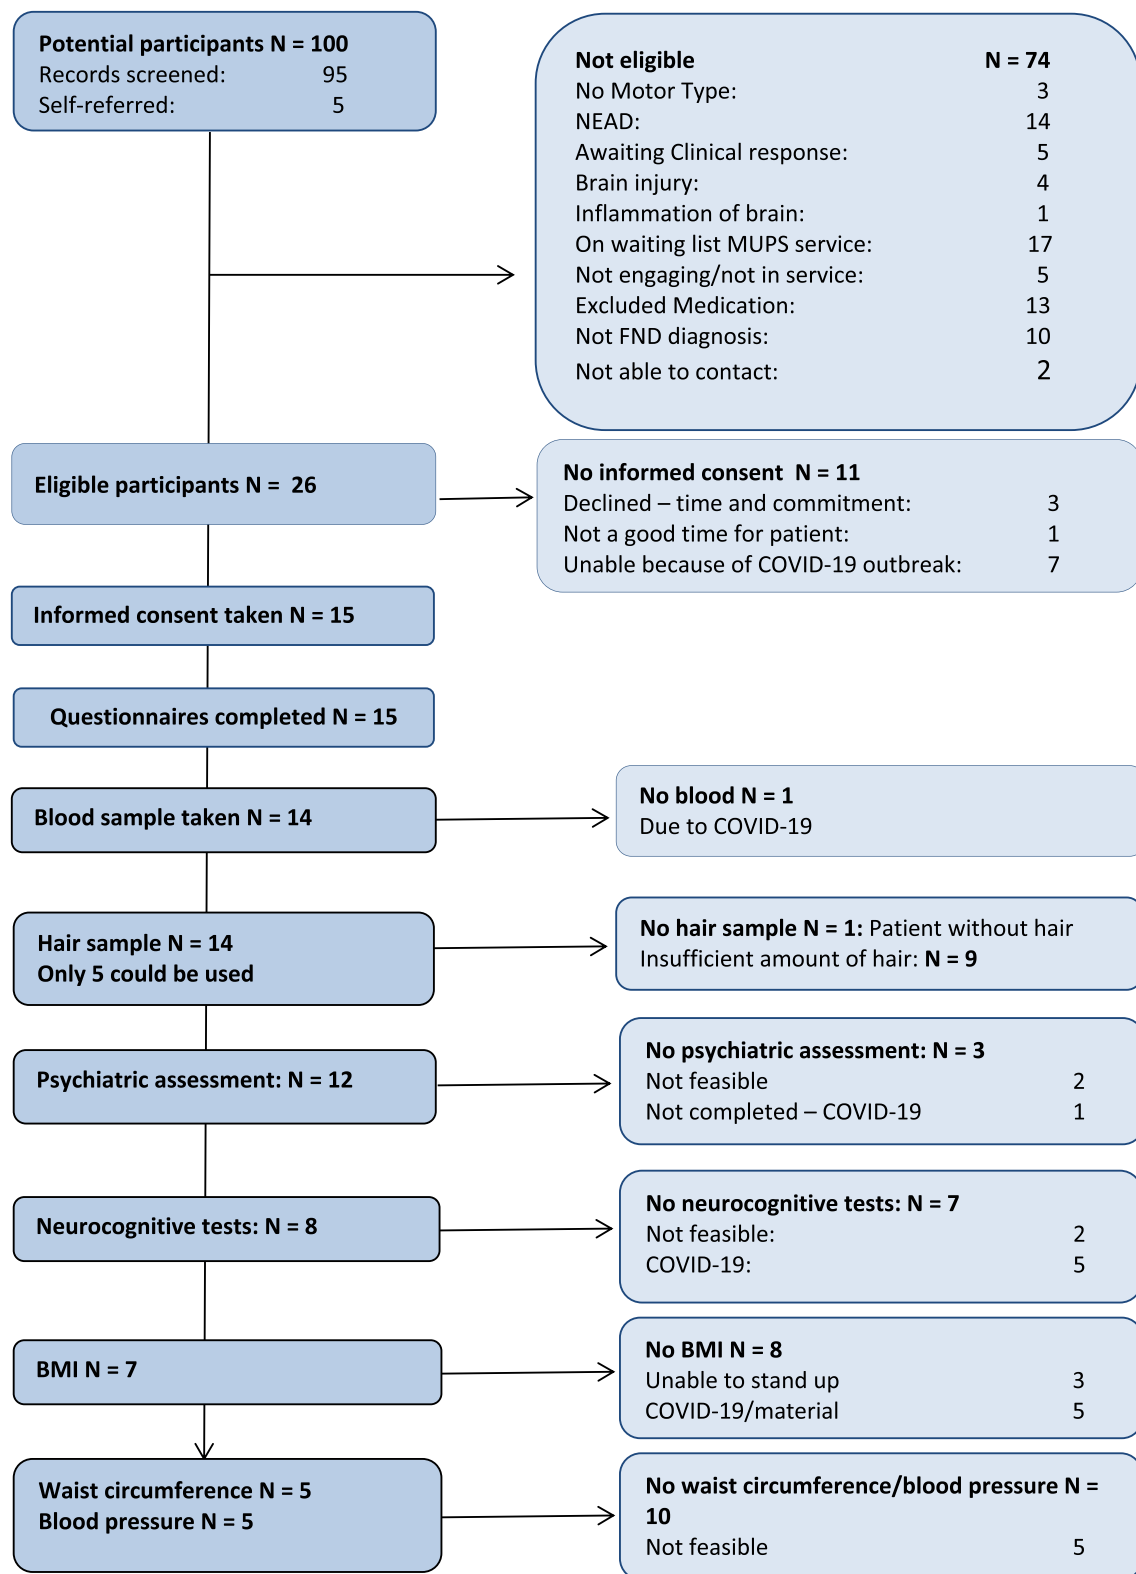 Potential participants N = 100
Records screened: 95
Self-referred: 5
Not eligible N = 74
No Motor Type: 3
NEAD: 14
Awaiting Clinical response: 5
Brain injury: 4
Inflammation of brain: 1
On waiting list MUPS service: 17
Not engaging/not in service: 5
Excluded Medication: 13
Not FND diagnosis: 10
Not able to contact: 2
Eligible participants N = 26
No informed consent N = 11
Declined – time and commitment: 3
Not a good time for patient: 1
Unable because of COVID-19 outbreak: 7
Informed consent taken N = 15
Questionnaires completed N = 15
Blood sample taken N = 14
No blood N = 1
Due to COVID-19
Hair sample N = 14
Only 5 could be used
No hair sample N = 1: Patient without hair
Insufficient amount of hair: N = 9
Psychiatric assessment: N = 12
No psychiatric assessment: N = 3
Not feasible 2
Not completed – COVID-19 1
Neurocognitive tests: N = 8
No neurocognitive tests: N = 7
Not feasible: 2
COVID-19: 5
BMI N = 7
No BMI N = 8
Unable to stand up 3
COVID-19/material 5
Waist circumference N = 5
Blood pressure N = 5
No waist circumference/blood pressure N =
10
Not feasible 5